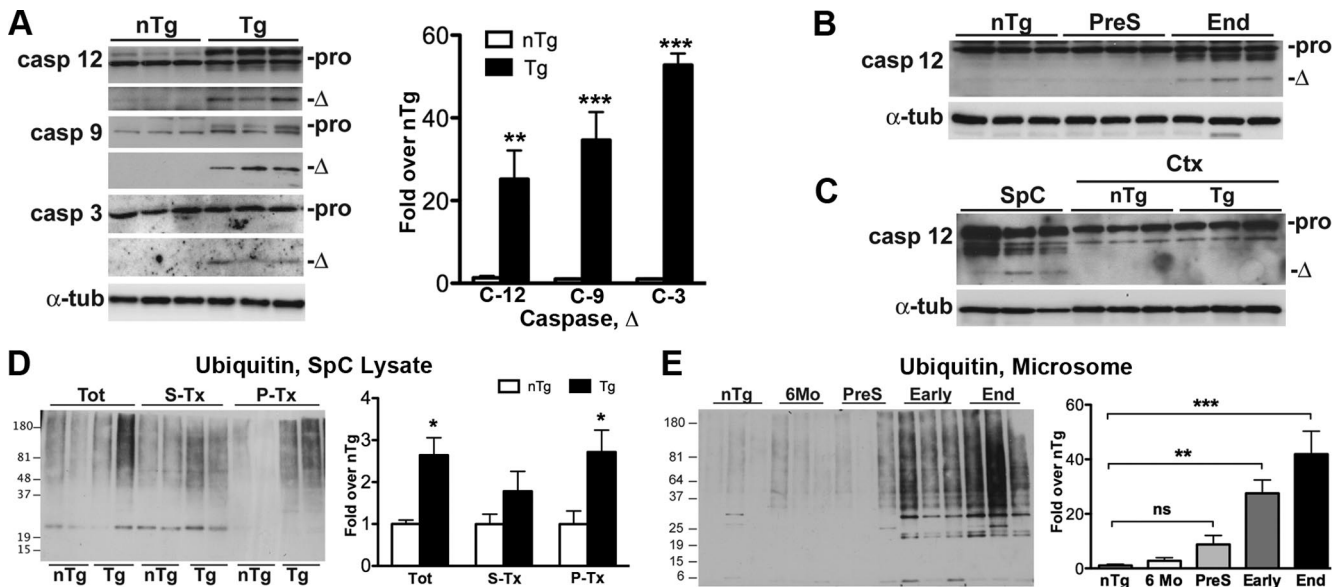 A
nTg Tg
casp 12 -pro
-Δ
casp 9 -pro
-Δ
casp 3 -pro
-Δ
α-tub
60
40
20
0
Fold over nTg
nTg
Tg
** *** ***
C-12 C-9 C-3
Caspase, Δ
B
nTg PreS End
casp 12 -pro
-Δ
α-tub
C
Ctx
SpC nTg Tg
casp 12 -pro
-Δ
α-tub
D
Ubiquitin, SpC Lysate
Tot S-Tx P-Tx
180
81
48
37
19
15
nTg Tg nTg Tg nTg Tg
nTg Tg
4
3
2
1
0
Fold over nTg
* *
Tot S-Tx P-Tx
E
Ubiquitin, Microsome
nTg 6Mo PreS Early End
180
81
64
37
25
19
15
6
60
40
20
0
Fold over nTg
***
**
ns
nTg 6 Mo PreS Early End